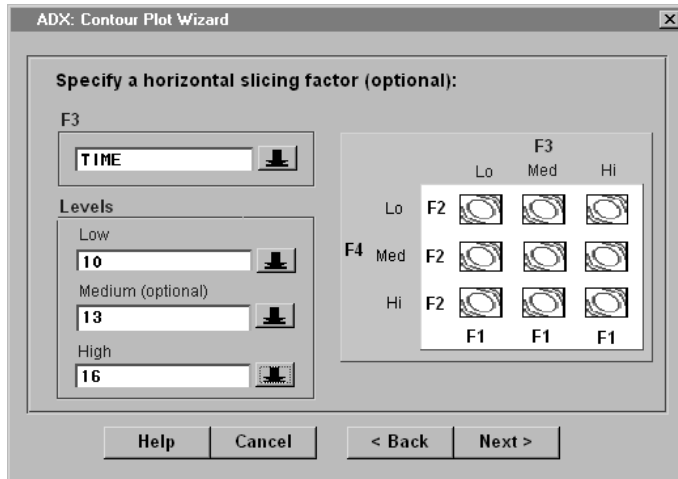 ADX: Contour Plot Wizard
Specify a horizontal slicing factor (optional):
F3
TIME
Levels
Low
10
Medium (optional)
13
High
16
F3
Lo Med Hi
Lo F2
F4 Med F2
Hi F2
F1 F1 F1
Help Cancel < Back Next >